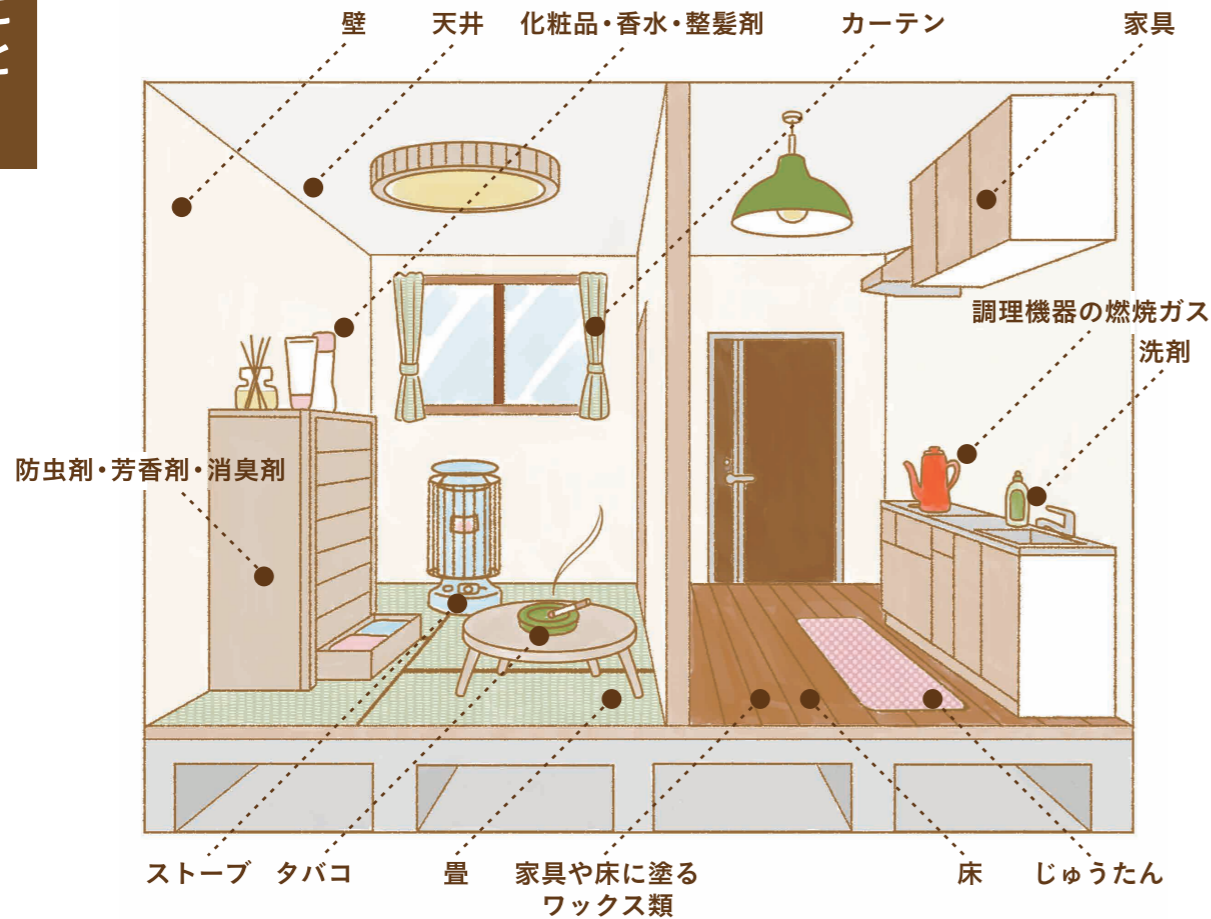 と
壁
天井
化粧品・香水・整髪剤
カーテン
家具
調理機器の燃焼ガス
洗剤
防虫剤・芳香剤・消臭剤
ストーブ
タバコ
畳
家具や床に塗る
ワックス類
床
じゅうたん